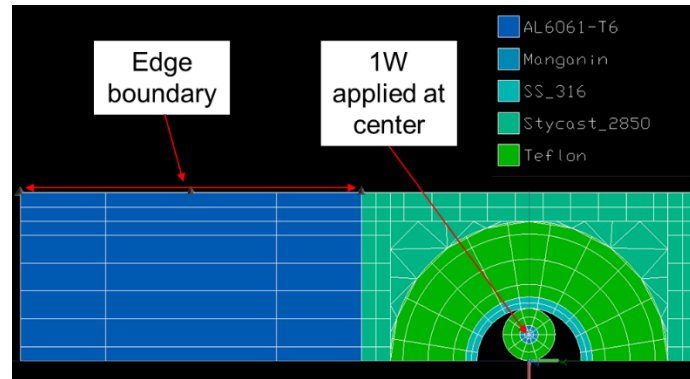 Edge
boundary
1W
applied at
center
AL6061-T6
Manganin
SS_316
Stycast_2850
Teflon